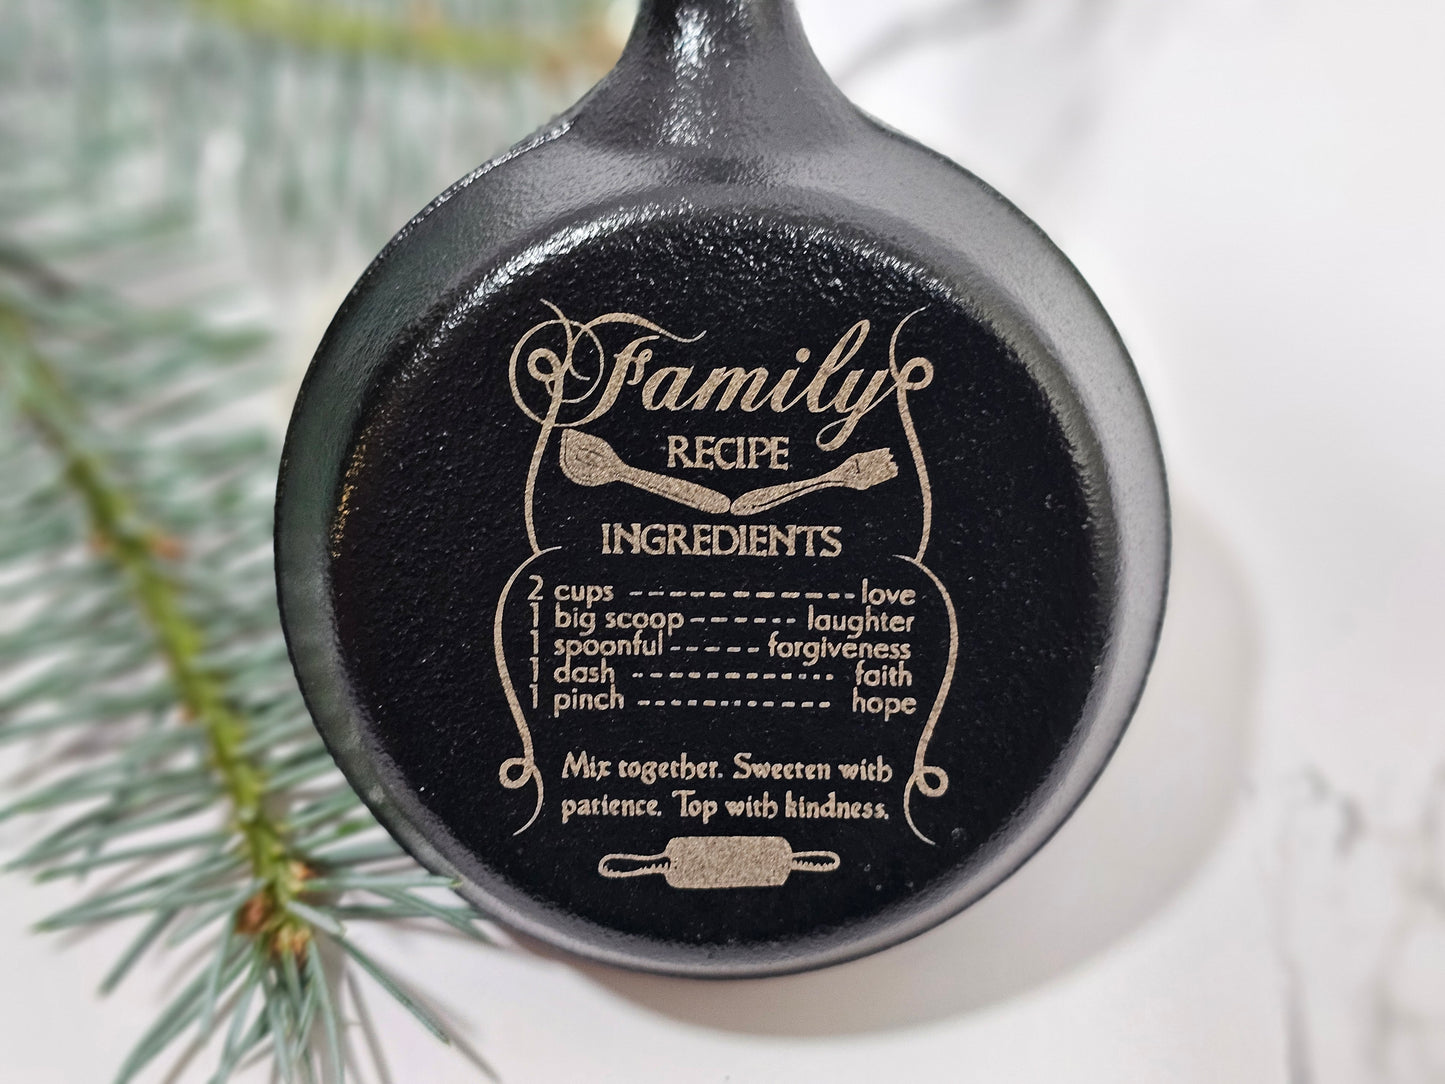 Family
RECIPE
INGREDIENTS
2 cups ------------ love
1 big scoop ------ laughter
1 spoonful ----- forgiveness
1 dash ----------- faith
1 pinch ----------- hope
Mix together. Sweeten with
patience. Top with kindness.